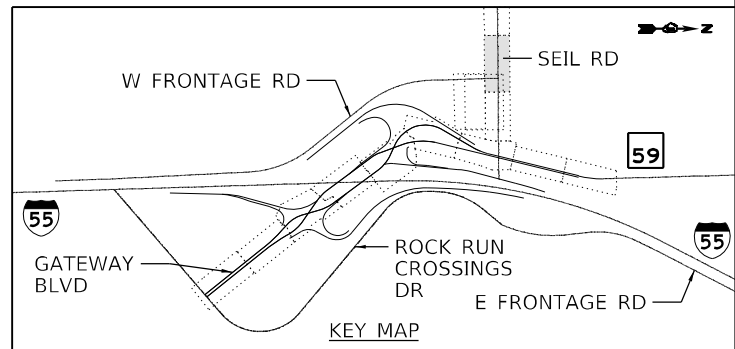 Z
SEIL RD
W FRONTAGE RD
59
55
55
GATEWAY
BLVD
ROCK RUN
CROSSINGS
DR
E FRONTAGE RD
KEY MAP